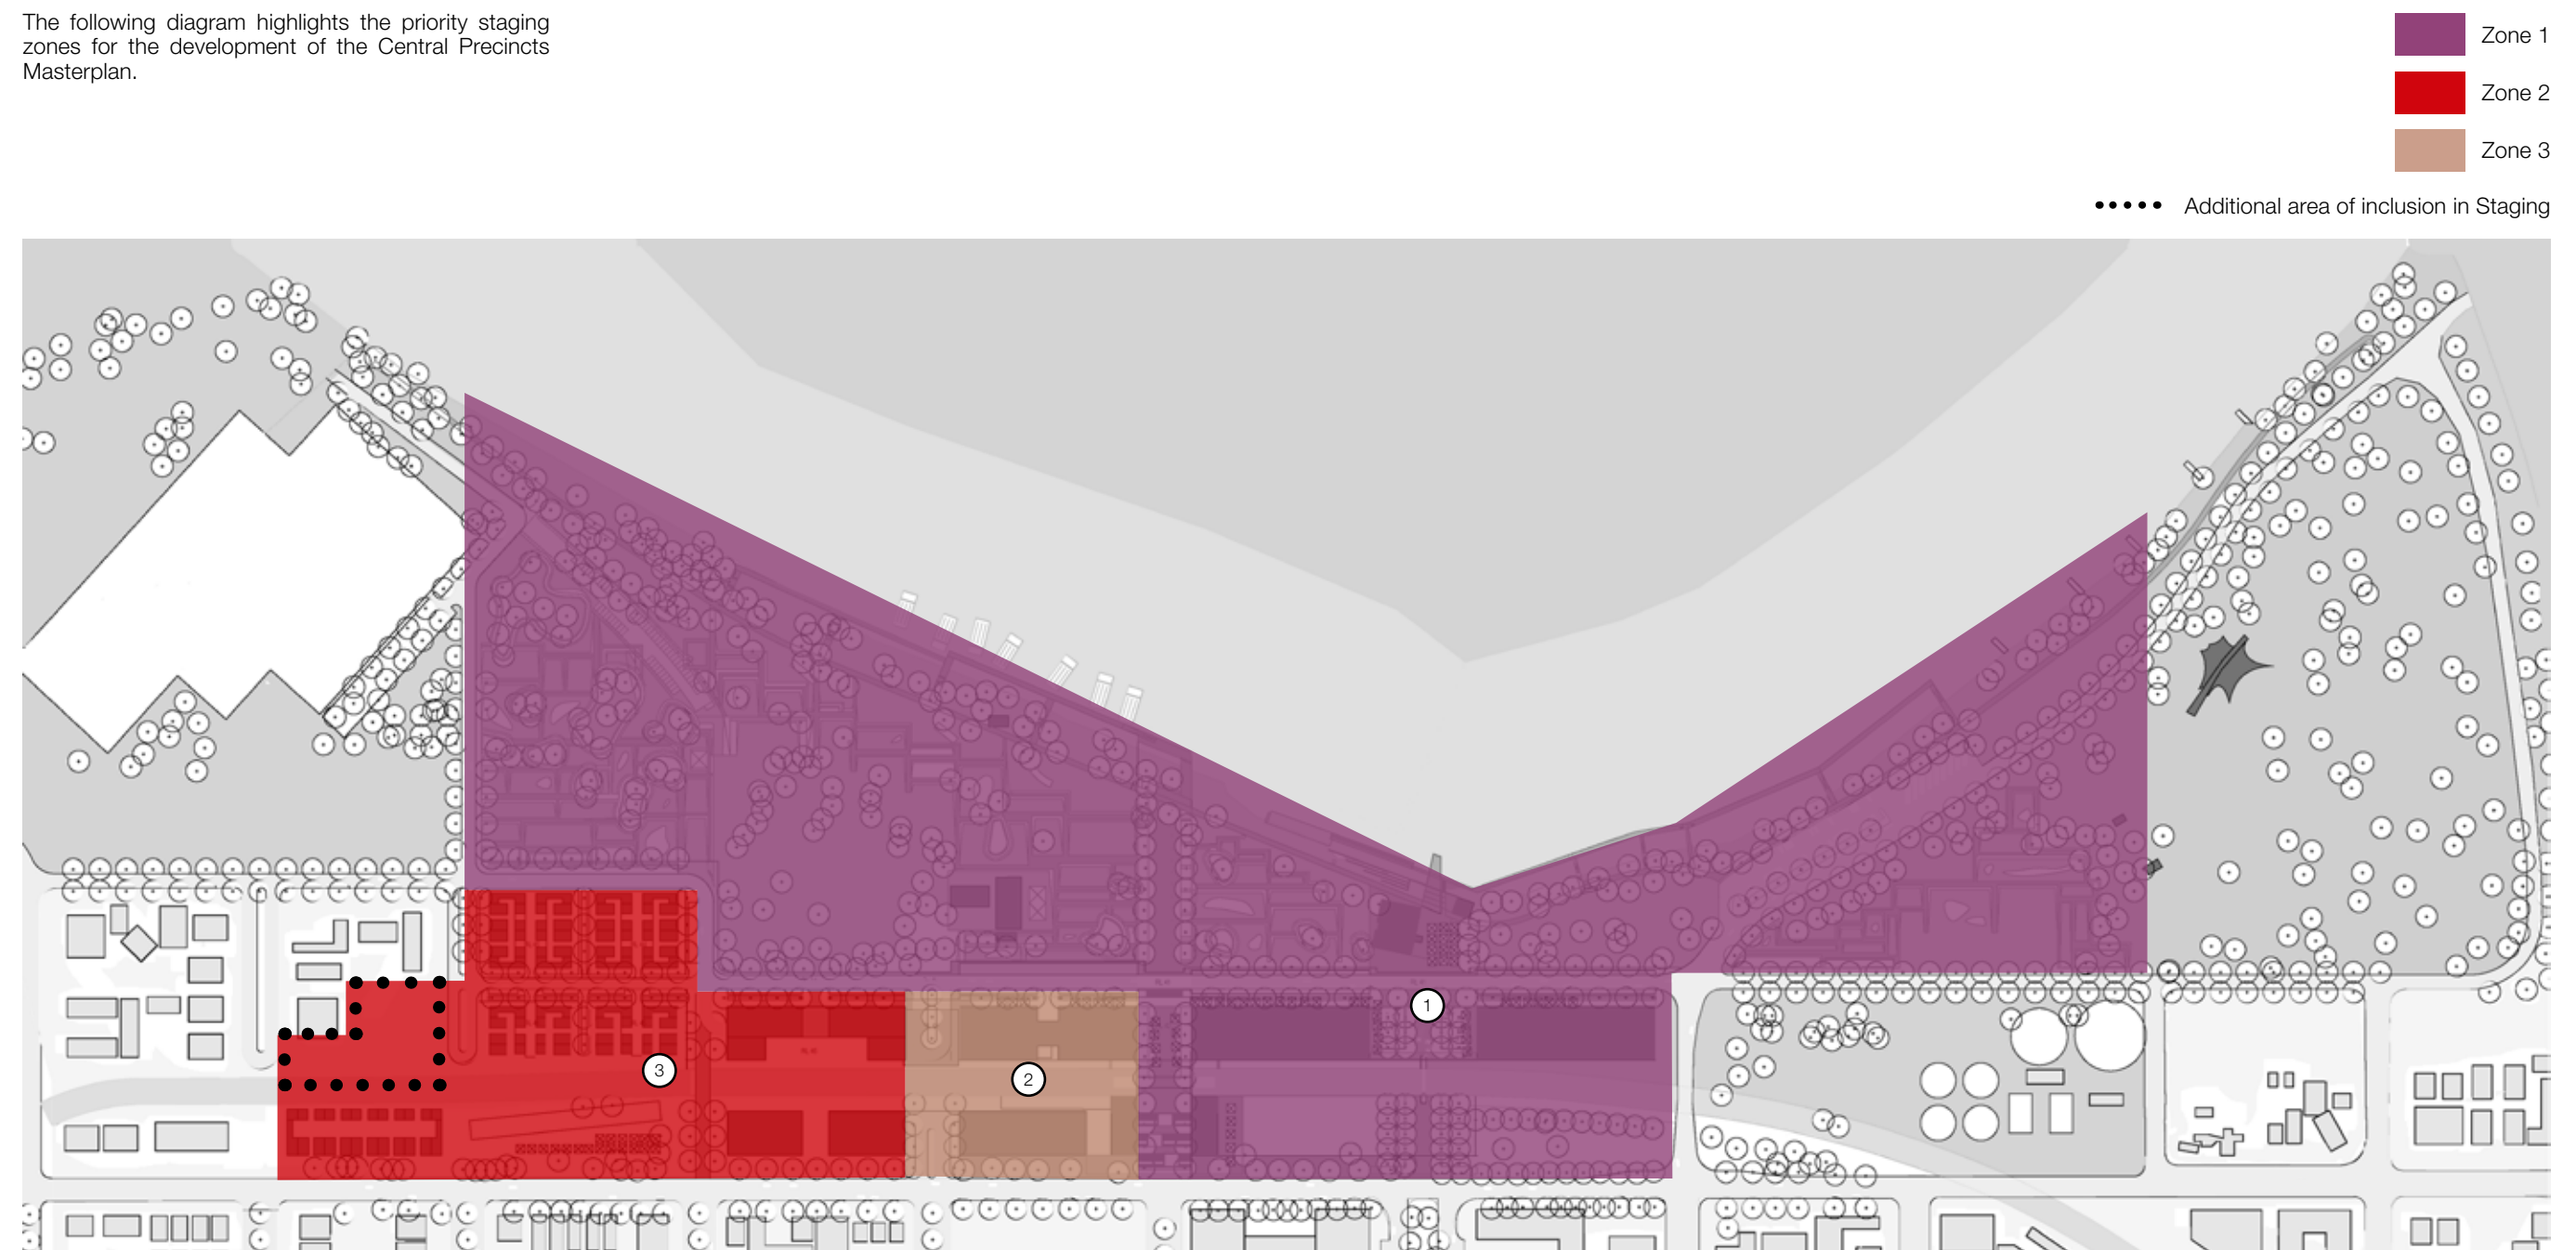 The following diagram highlights the priority staging
zones for the development of the Central Precincts
Masterplan.
Zone 1
Zone 2
Zone 3
Additional area of inclusion in Staging
1
3
2